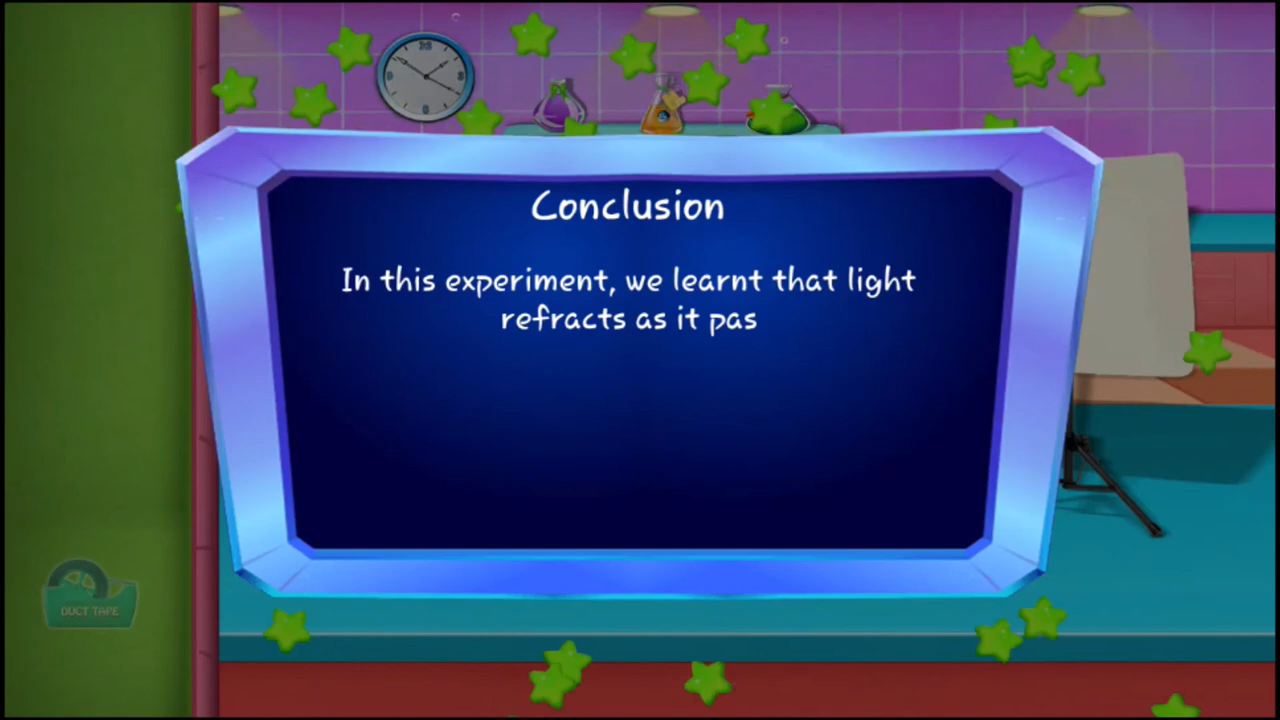 Conclusion
In this experiment, we learnt that light
refracts as it pas
DUCT TAPE